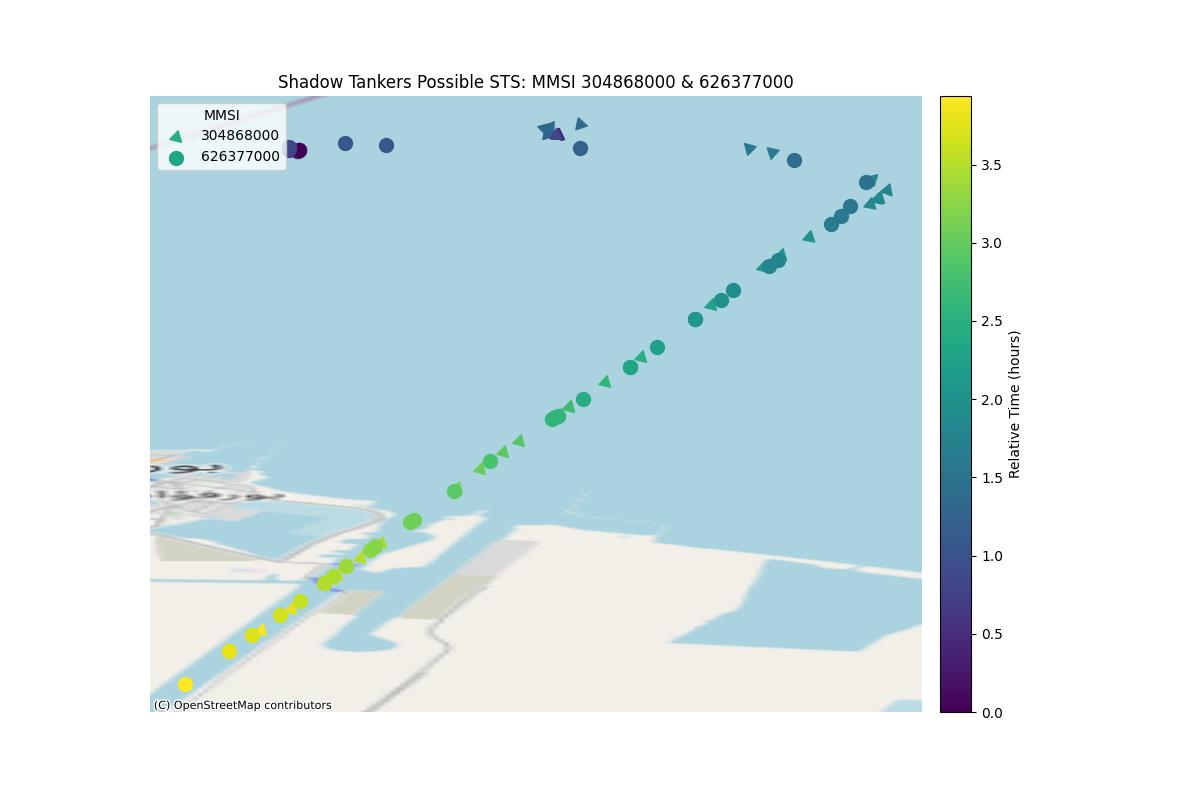 Shadow Tankers Possible STS: MMSI 304868000 & 626377000
MMSI
304868000
626377000
3.5
3.0
2.5
2.0
1.5
1.0
0.5
0.0
Relative Time (hours)
(C) OpenStreetMap contributors